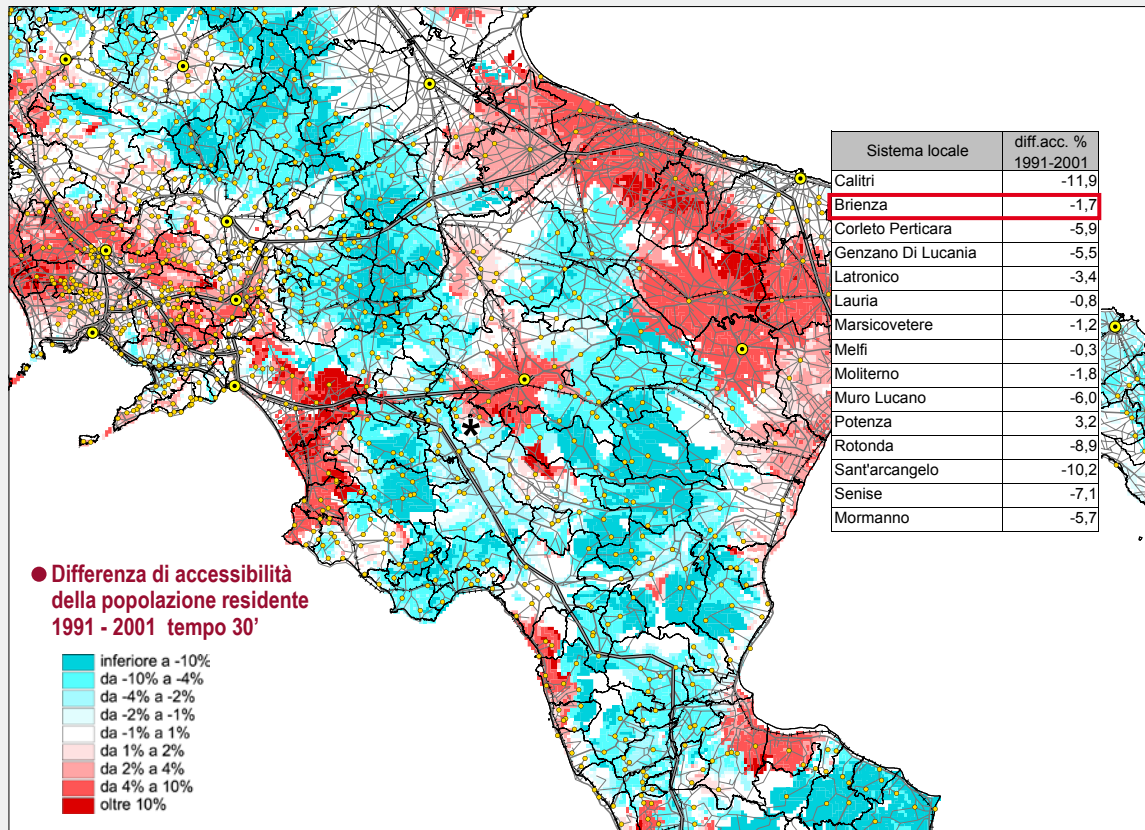 Sistema locale diff.acc. % 1991-2001
Calitri -11,9
Brienza -1,7
Corleto Perticara -5,9
Genzano Di Lucania -5,5
Latronico -3,4
Lauria -0,8
Marsicovetere -1,2
Melfi -0,3
Moliterno -1,8
Muro Lucano -6,0
Potenza 3,2
Rotonda -8,9
Sant'arcangelo -10,2
Senise -7,1
Mormanno -5,7
*
● Differenza di accessibilità
della popolazione residente
1991 - 2001 tempo 30’
inferiore a -10%
da -10% a -4%
da -4% a -2%
da -2% a -1%
da -1% a 1%
da 1% a 2%
da 2% a 4%
da 4% a 10%
oltre 10%